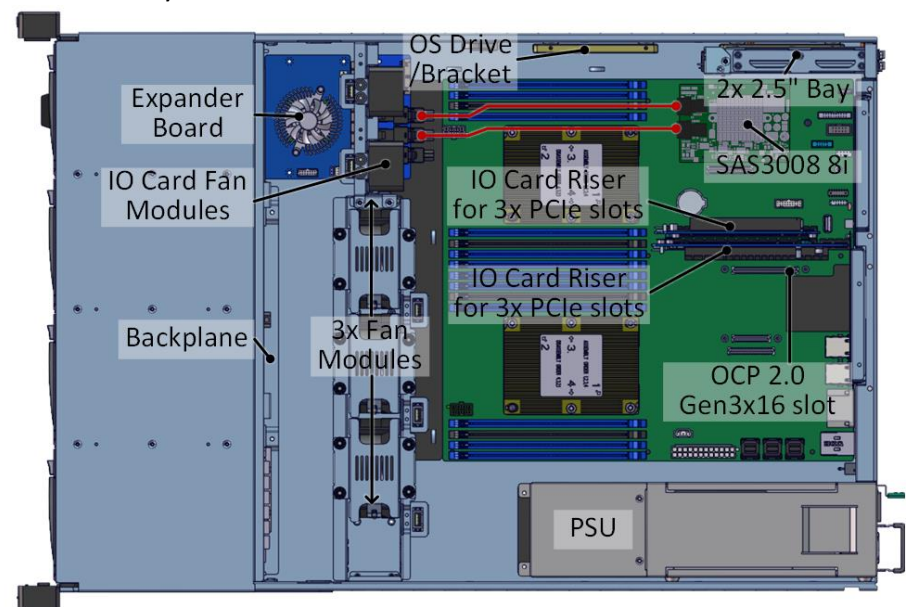 OS Drive
/Bracket
2x 2.5" Bay
Expander
Board
SAS3008 8i
IO Card Fan
Modules
IO Card Riser
for 3x PCIe slots
IO Card Riser
for 3x PCIe slots
Backplane
3x Fan
Modules
OCP 2.0
Gen3x16 slot
PSU